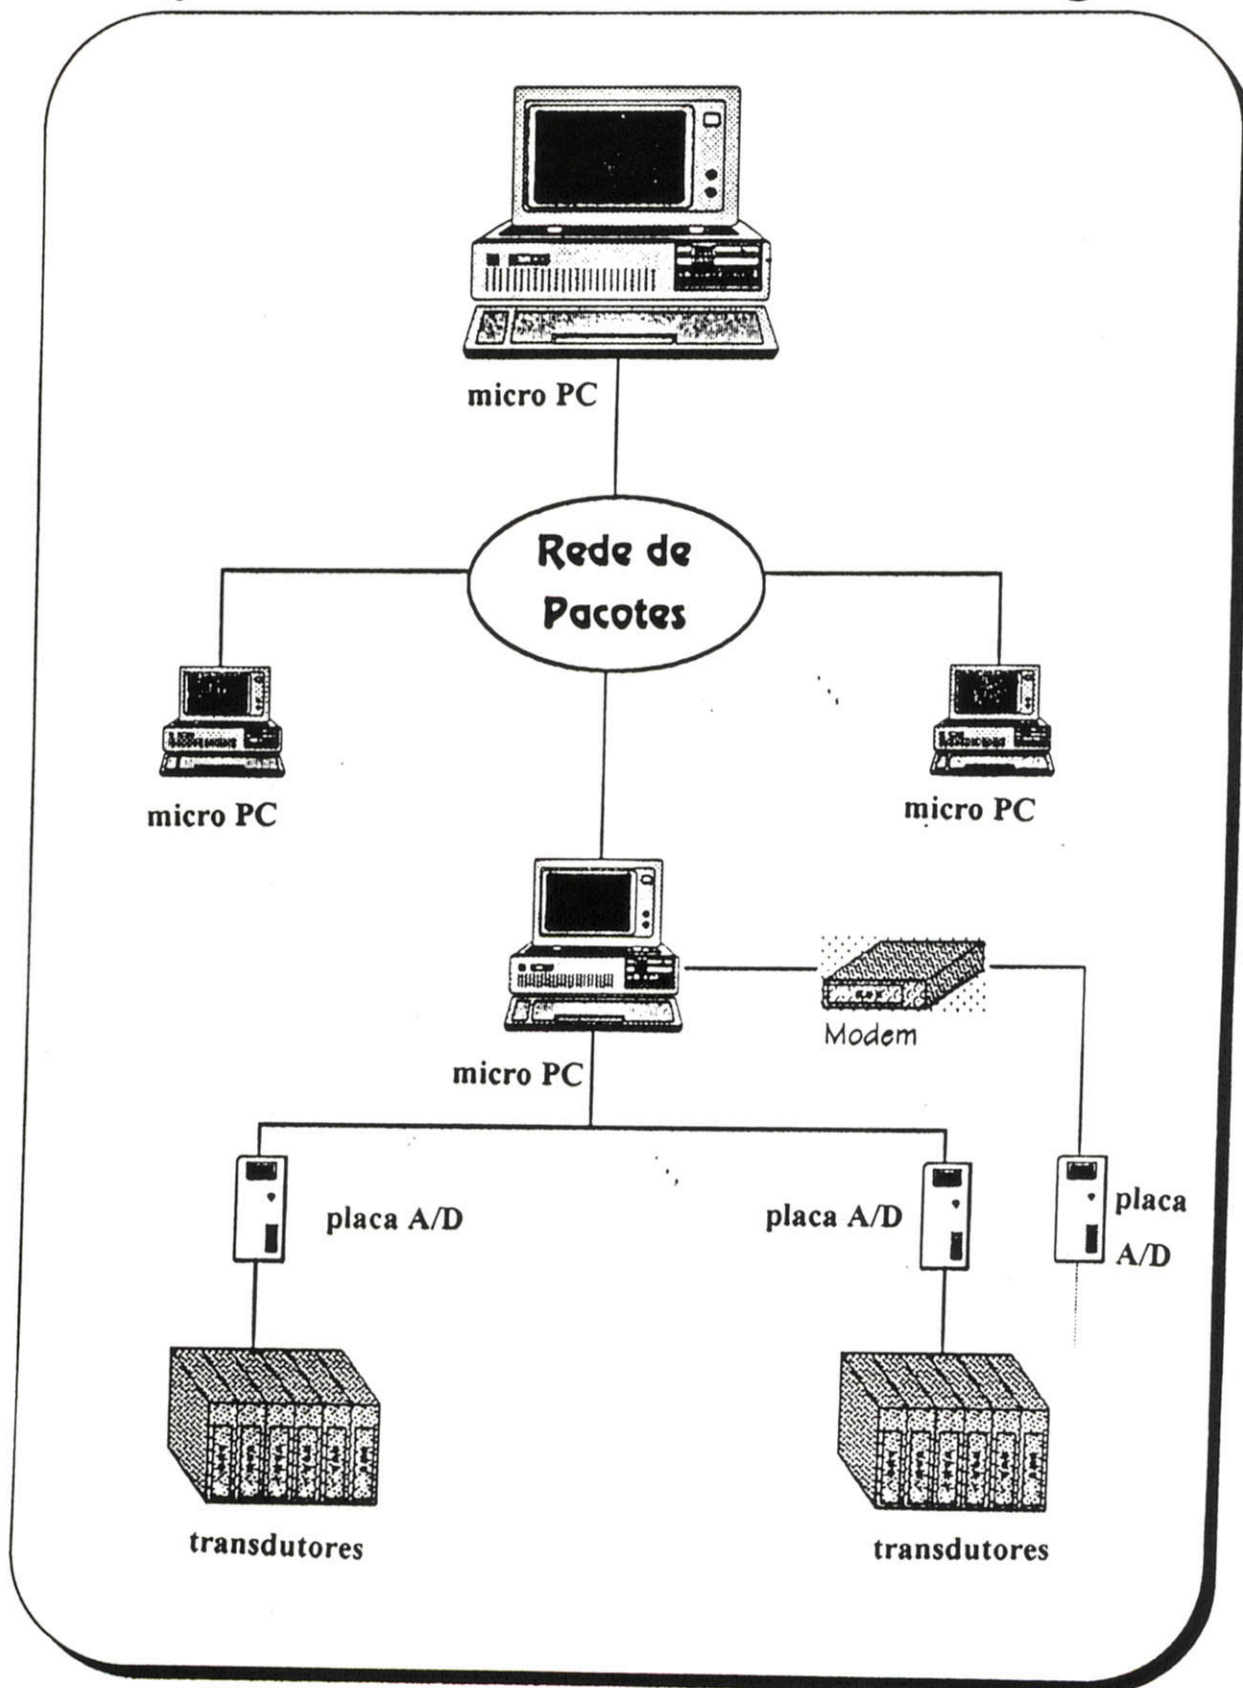 micro PC
Rede de
Pacotes
micro PC
micro PC
Modem
micro PC
placa A/D
placa A/D
placa
A/D
transdutores
transdutores